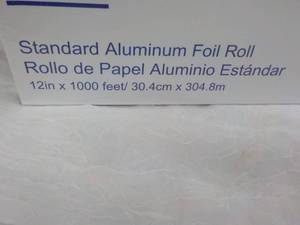 Standard Aluminum Foil Roll
Rollo de Papel Aluminio Estándar
12in x 1000 feet/ 30.4cm x 304.8m